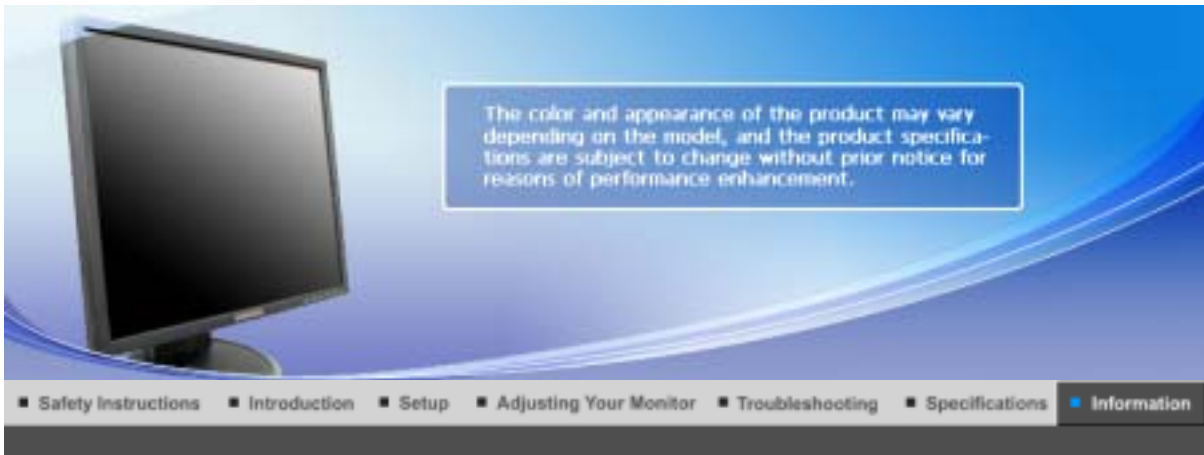 The color and appearance of the product may vary
depending on the model, and the product specifica-
tions are subject to change without prior notice for
reasons of performance enhancement.
Safety Instructions Introduction Setup Adjusting Your Monitor Troubleshooting Specifications Information